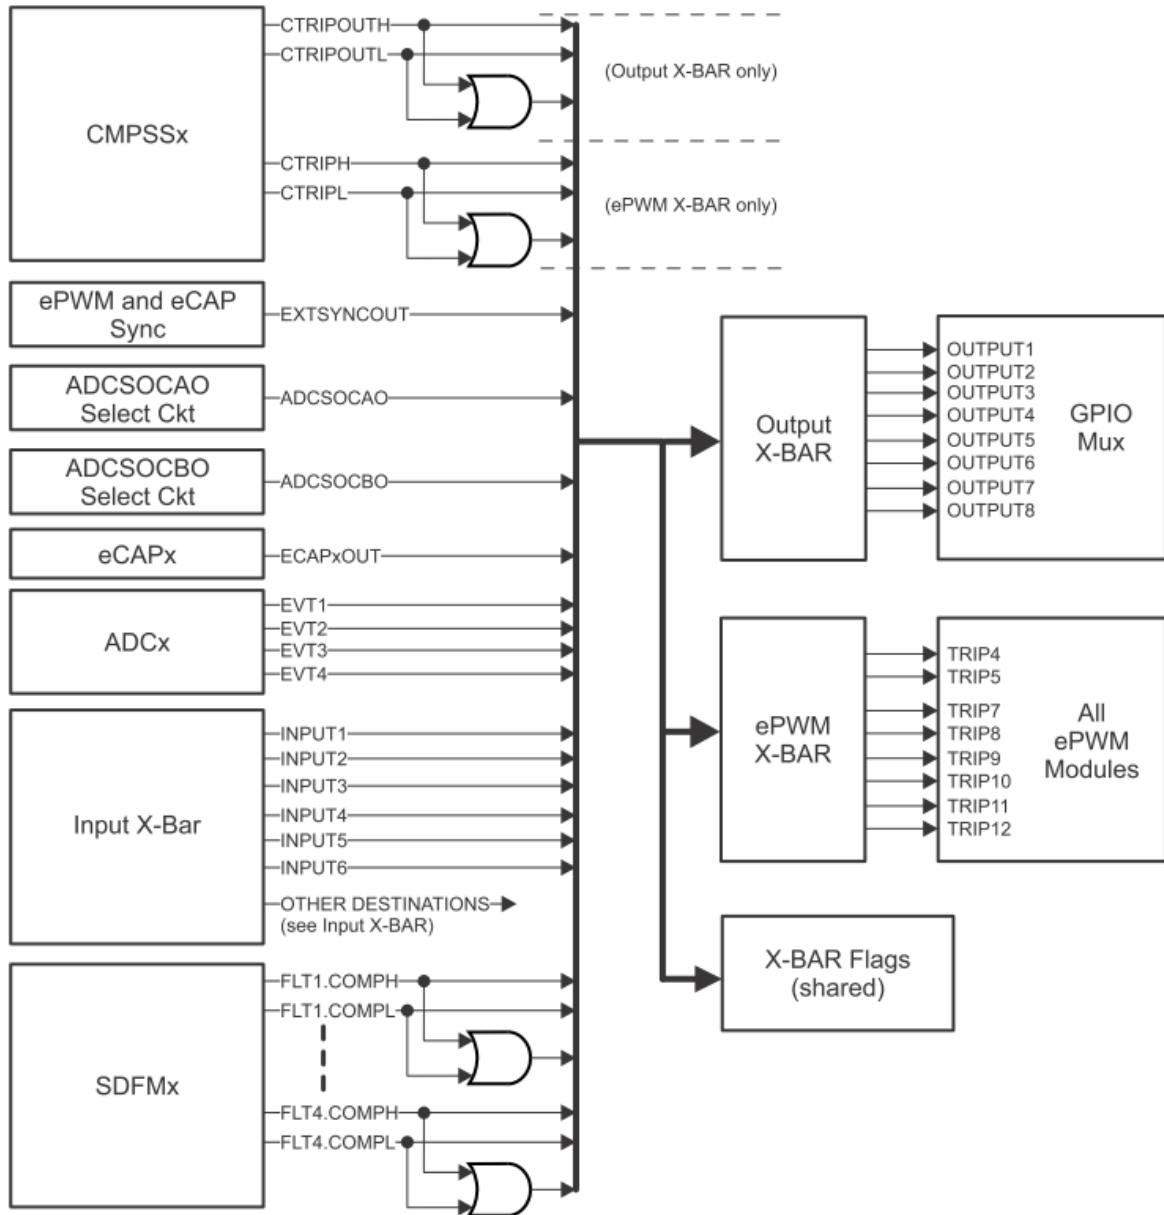 CTRIPOUTH
CTRIPOUTL
(Output X-BAR only)
CMPSSx
CTRIPH
CTRIPL
(ePWM X-BAR only)
ePWM and eCAP
Sync
EXTSYNCOUT
ADCSOCAO
Select Ckt
ADCSOCAO
ADCSOCBO
Select Ckt
ADCSOCBO
eCAPx
ECAPxOUT
ADCx
EVT1
EVT2
EVT3
EVT4
Input X-Bar
INPUT1
INPUT2
INPUT3
INPUT4
INPUT5
INPUT6
OTHER DESTINATIONS
(see Input X-BAR)
SDFMx
FLT1.COMPH
FLT1.COMPL
FLT4.COMPH
FLT4.COMPL
Output
X-BAR
OUTPUT1
OUTPUT2
OUTPUT3
OUTPUT4
OUTPUT5
OUTPUT6
OUTPUT7
OUTPUT8
GPIO
Mux
ePWM
X-BAR
TRIP4
TRIP5
TRIP7
TRIP8
TRIP9
TRIP10
TRIP11
TRIP12
All
ePWM
Modules
X-BAR Flags
(shared)